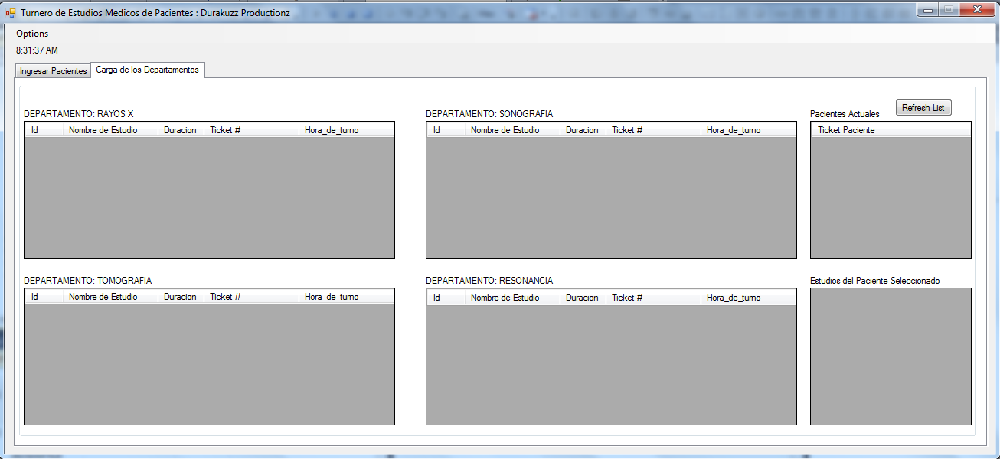 Turnero de Estudios Medicos de Pacientes : Durakuzz Productionz
Options
8:31:37 AM
Ingresar Pacientes Carga de los Departamentos
DEPARTAMENTO: RAYOS X
Id Nombre de Estudio Duracion Ticket # Hora_de_turno
DEPARTAMENTO: SONOGRAFIA
Id Nombre de Estudio Duracion Ticket # Hora_de_turno
Pacientes Actuales Refresh List
Ticket Paciente
DEPARTAMENTO: TOMOGRAFIA
Id Nombre de Estudio Duracion Ticket # Hora_de_turno
DEPARTAMENTO: RESONANCIA
Id Nombre de Estudio Duracion Ticket # Hora_de_turno
Estudios del Paciente Seleccionado